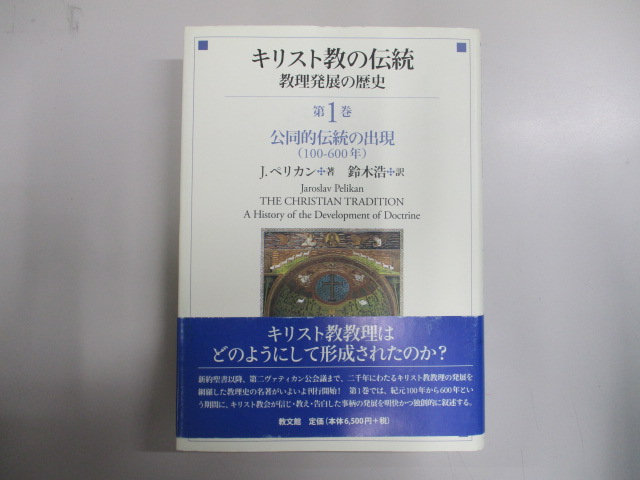 キリスト教の伝統
教理発展の歴史
第1巻
公同的伝統の出現
(100-600年)
J.ペリカン✣著 鈴木浩✣訳
Jaroslav Pelikan
THE CHRISTIAN TRADITION
A History of the Development of Doctrine
キリスト教教理は
どのようにして形成されたのか?
新約聖書以降、第二ヴァティカン公会議まで、二千年にわたるキリスト教教理の発展を
網羅した教理史の名著がいよいよ刊行開始! 第1巻では、紀元100年から600年とい
う期間に、キリスト教会が信じ・教え・告白した事柄の発展を明快かつ独創的に叙述する。
教文館 定価(本体6,500円+税)